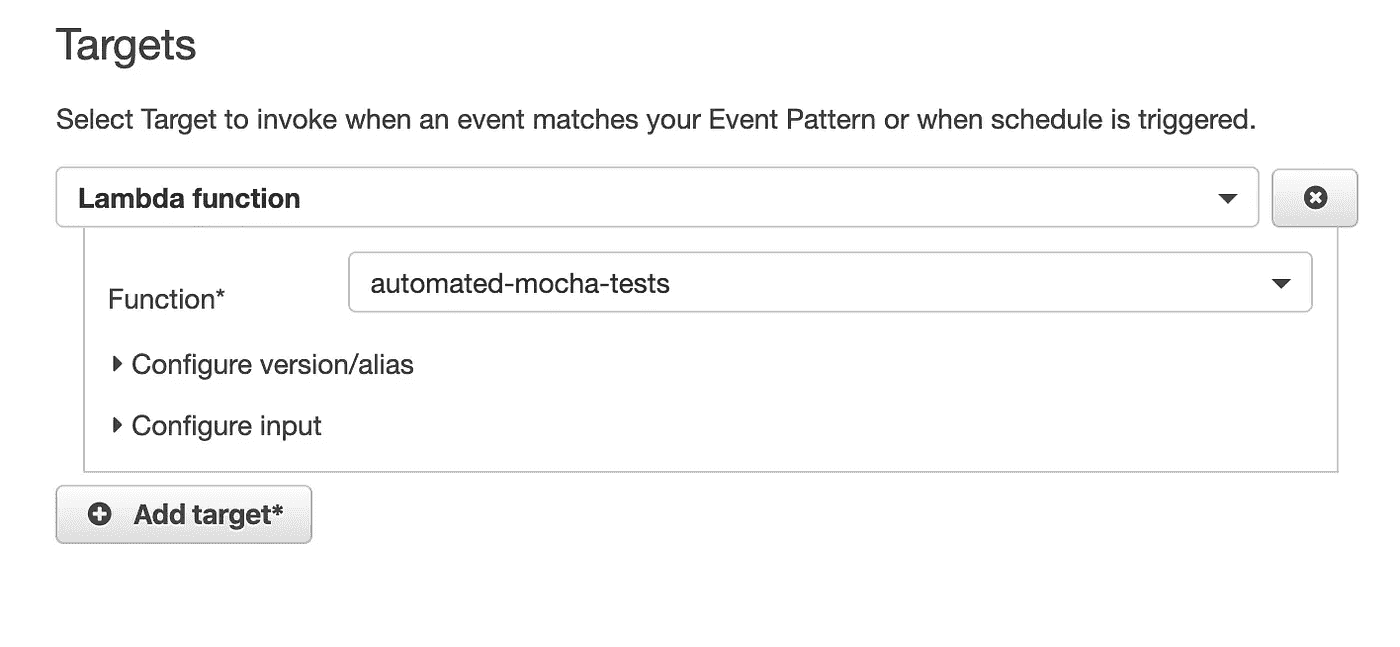 Targets
Select Target to invoke when an event matches your Event Pattern or when schedule is triggered.
Lambda function
Function*
automated-mocha-tests
Configure version/alias
Configure input
Add target*